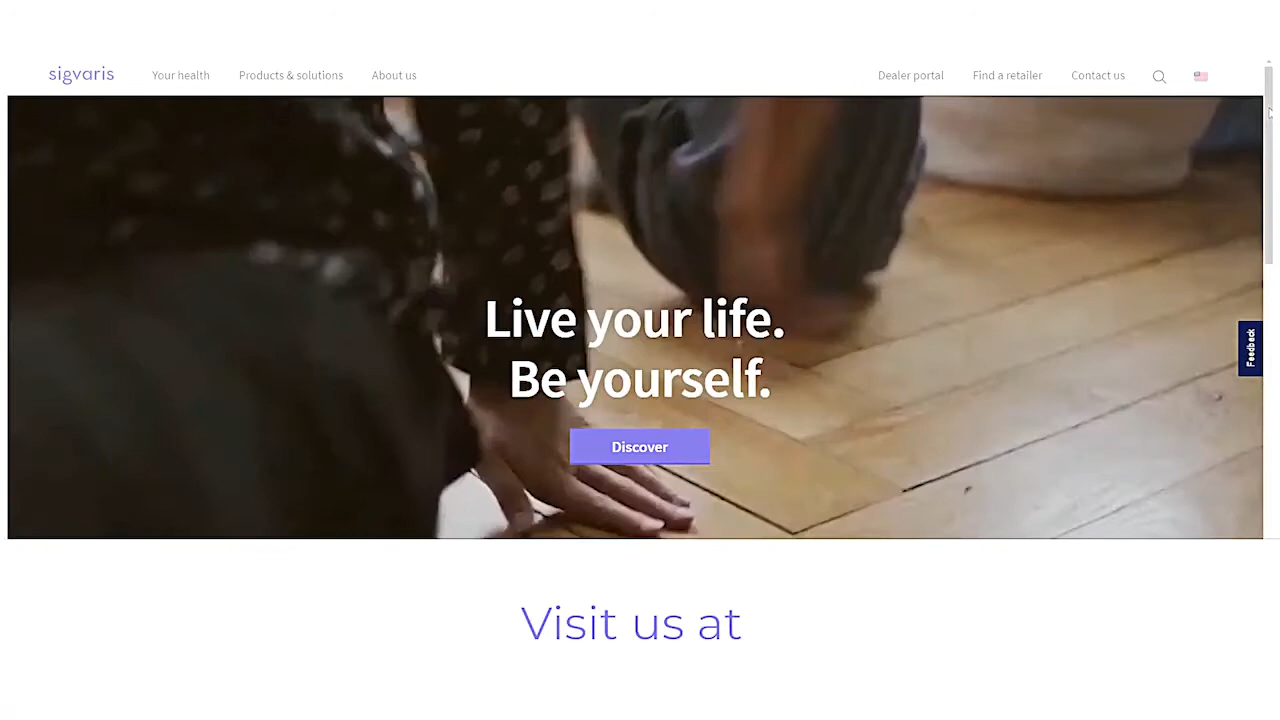 sigvaris
Your health
Products & solutions
About us
Dealer portal
Find a retailer
Contact us
Live your life.
Be yourself.
Discover
Feedback
Visit us at